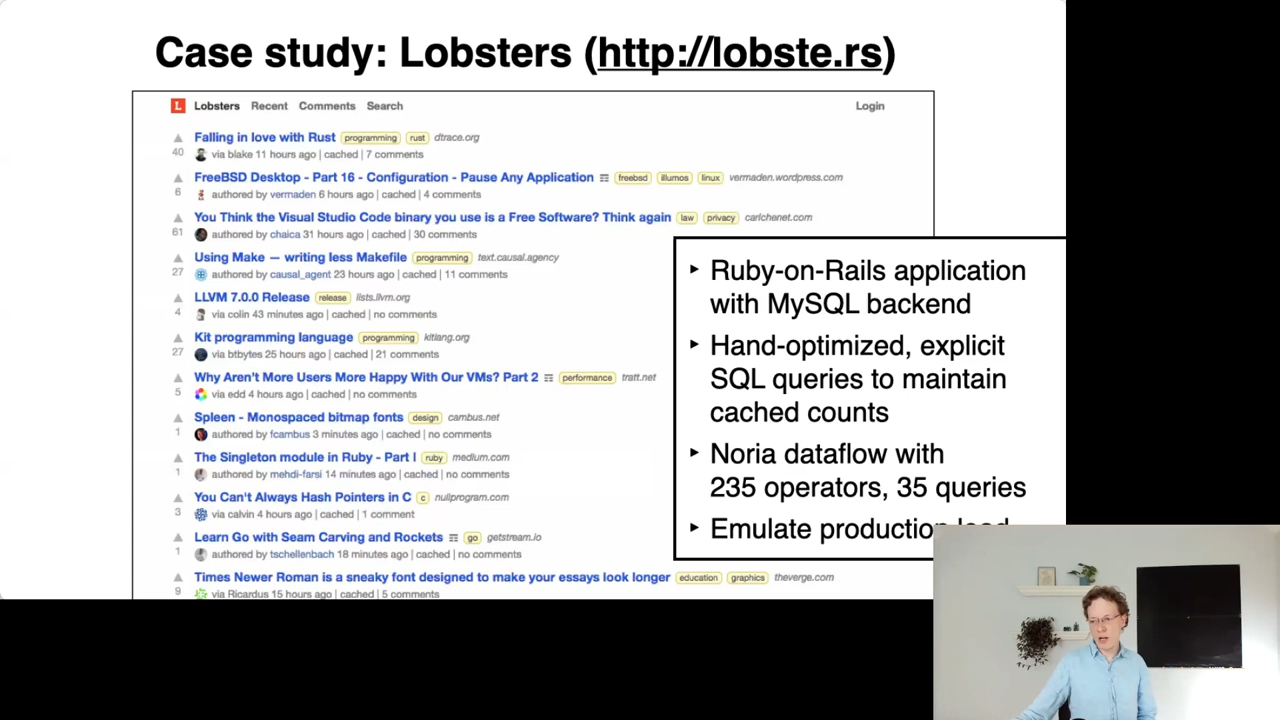 Case study: Lobsters (http://lobste.rs)
L Lobsters Recent Comments Search Login
Falling in love with Rust programming rust dtrace.org
40
via blake 11 hours ago | cached | 7 comments
FreeBSD Desktop - Part 16 - Configuration - Pause Any Application freebsd illumos linux vermaden.wordpress.com
6
authored by vermaden 6 hours ago | cached | 4 comments
You Think the Visual Studio Code binary you use is a Free Software? Think again law privacy carlchenet.com
61
authored by chaica 31 hours ago | cached | 30 comments
Using Make — writing less Makefile programming text.causal.agency
27
authored by causal_agent 23 hours ago | cached | 11 comments
LLVM 7.0.0 Release release lists.llvm.org
4
via colin 43 minutes ago | cached | no comments
Kit programming language programming kitlang.org
27
via btbytes 25 hours ago | cached | 21 comments
Why Aren't More Users More Happy With Our VMs? Part 2 performance tratt.net
5
via edd 4 hours ago | cached | no comments
Spleen - Monospaced bitmap fonts design cambus.net
1
authored by fcambus 3 minutes ago | cached | no comments
The Singleton module in Ruby - Part I ruby medium.com
1
authored by mehdi-farsi 14 minutes ago | cached | no comments
You Can't Always Hash Pointers in C c nullprogram.com
3
via calvin 4 hours ago | cached | 1 comment
Learn Go with Seam Carving and Rockets go getstream.io
1
authored by tschellenbach 18 minutes ago | cached | no comments
Times Newer Roman is a sneaky font designed to make your essays look longer education graphics theverge.com
9
via Ricardus 15 hours ago | cached | 5 comments
‣ Ruby-on-Rails application
with MySQL backend
‣ Hand-optimized, explicit
SQL queries to maintain
cached counts
‣ Noria dataflow with
235 operators, 35 queries
‣ Emulate production load